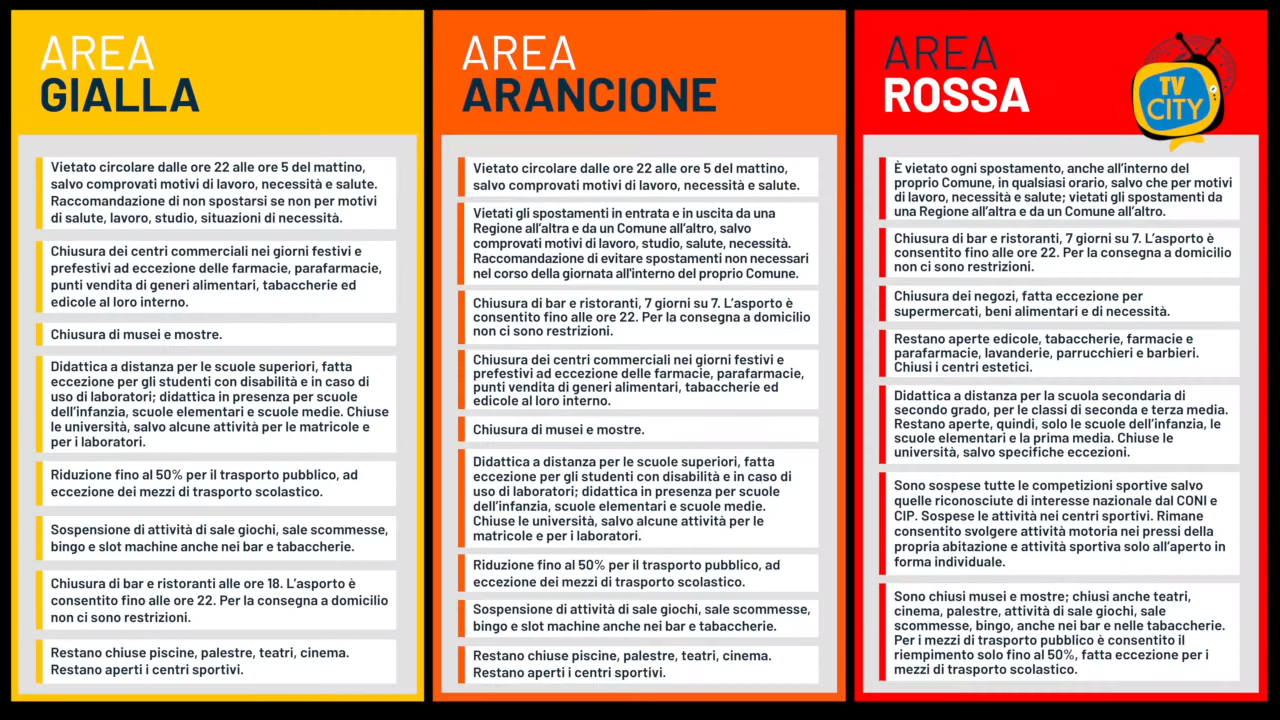 AREA
GIALLA
Vietato circolare dalle ore 22 alle ore 5 del mattino,
salvo comprovati motivi di lavoro, necessità e salute.
Raccomandazione di non spostarsi se non per motivi
di salute, lavoro, studio, situazioni di necessità.
Chiusura dei centri commerciali nei giorni festivi e
prefestivi ad eccezione delle farmacie, parafarmacie,
punti vendita di generi alimentari, tabaccherie ed
edicole al loro interno.
Chiusura di musei e mostre.
Didattica a distanza per le scuole superiori, fatta
eccezione per gli studenti con disabilità e in caso di
uso di laboratori; didattica in presenza per scuole
dell'infanzia, scuole elementari e scuole medie. Chiuse
le università, salvo alcune attività per le matricole e
per i laboratori.
Riduzione fino al 50% per il trasporto pubblico, ad
eccezione dei mezzi di trasporto scolastico.
Sospensione di attività di sale giochi, sale scommesse,
bingo e slot machine anche nei bar e tabaccherie.
Chiusura di bar e ristoranti alle ore 18. L'asporto è
consentito fino alle ore 22. Per la consegna a domicilio
non ci sono restrizioni.
Restano chiuse piscine, palestre, teatri, cinema.
Restano aperti i centri sportivi.
AREA
ARANCIONE
Vietato circolare dalle ore 22 alle ore 5 del mattino,
salvo comprovati motivi di lavoro, necessità e salute.
Vietati gli spostamenti in entrata e in uscita da una
Regione all'altra e da un Comune all'altro, salvo
comprovati motivi di lavoro, studio, salute, necessità.
Raccomandazione di evitare spostamenti non necessari
nel corso della giornata all'interno del proprio Comune.
Chiusura di bar e ristoranti, 7 giorni su 7. L'asporto è
consentito fino alle ore 22. Per la consegna a domicilio
non ci sono restrizioni.
Chiusura dei centri commerciali nei giorni festivi e
prefestivi ad eccezione delle farmacie, parafarmacie,
punti vendita di generi alimentari, tabaccherie ed
edicole al loro interno.
Chiusura di musei e mostre.
Didattica a distanza per le scuole superiori, fatta
eccezione per gli studenti con disabilità e in caso di
uso di laboratori; didattica in presenza per scuole
dell'infanzia, scuole elementari e scuole medie.
Chiuse le università, salvo alcune attività per le
matricole e per i laboratori.
Riduzione fino al 50% per il trasporto pubblico, ad
eccezione dei mezzi di trasporto scolastico.
Sospensione di attività di sale giochi, sale scommesse,
bingo e slot machine anche nei bar e tabaccherie.
Restano chiuse piscine, palestre, teatri, cinema.
Restano aperti i centri sportivi.
AREA
ROSSA
TV
CITY
È vietato ogni spostamento, anche all'interno del
proprio Comune, in qualsiasi orario, salvo che per motivi
di lavoro, necessità e salute; vietati gli spostamenti da
una Regione all'altra e da un Comune all'altro.
Chiusura di bar e ristoranti, 7 giorni su 7. L'asporto è
consentito fino alle ore 22. Per la consegna a domicilio
non ci sono restrizioni.
Chiusura dei negozi, fatta eccezione per
supermercati, beni alimentari e di necessità.
Restano aperte edicole, tabaccherie, farmacie e
parafarmacie, lavanderie, parrucchieri e barbieri.
Chiusi i centri estetici.
Didattica a distanza per la scuola secondaria di
secondo grado, per le classi di seconda e terza media.
Restano aperte, quindi, solo le scuole dell'infanzia, le
scuole elementari e la prima media. Chiuse le
università, salvo specifiche eccezioni.
Sono sospese tutte le competizioni sportive salvo
quelle riconosciute di interesse nazionale dal CONI e
CIP. Sospese le attività nei centri sportivi. Rimane
consentito svolgere attività motoria nei pressi della
propria abitazione e attività sportiva solo all'aperto in
forma individuale.
Sono chiusi musei e mostre; chiusi anche teatri,
cinema, palestre, attività di sale giochi, sale
scommesse, bingo, anche nei bar e nelle tabaccherie.
Per i mezzi di trasporto pubblico è consentito il
riempimento solo fino al 50%, fatta eccezione per i
mezzi di trasporto scolastico.